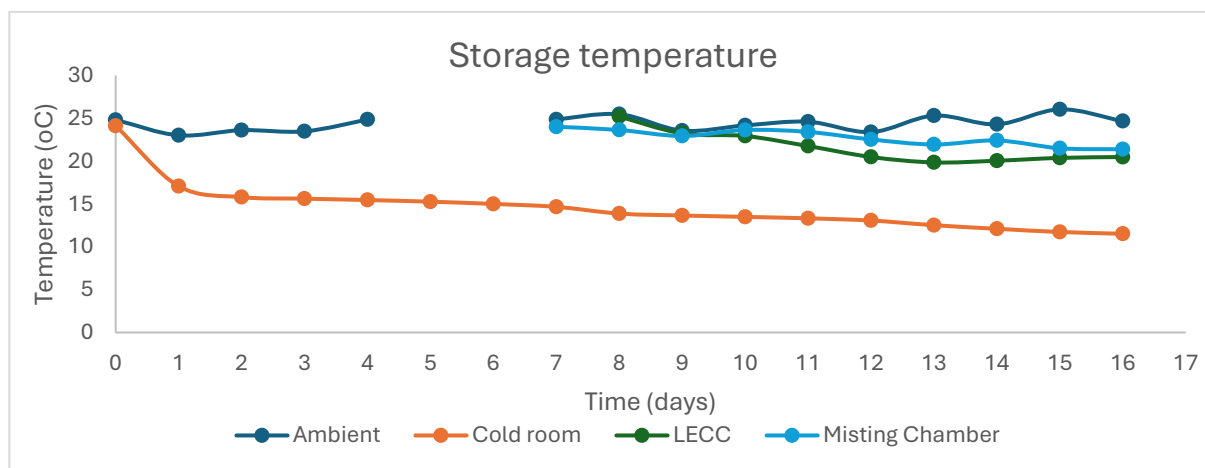 Storage temperature
30
25
20
15
10
5
0
Temperature (oC)
0 1 2 3 4 5 6 7 8 9 10 11 12 13 14 15 16 17
Time (days)
Ambient Cold room LECC Misting Chamber